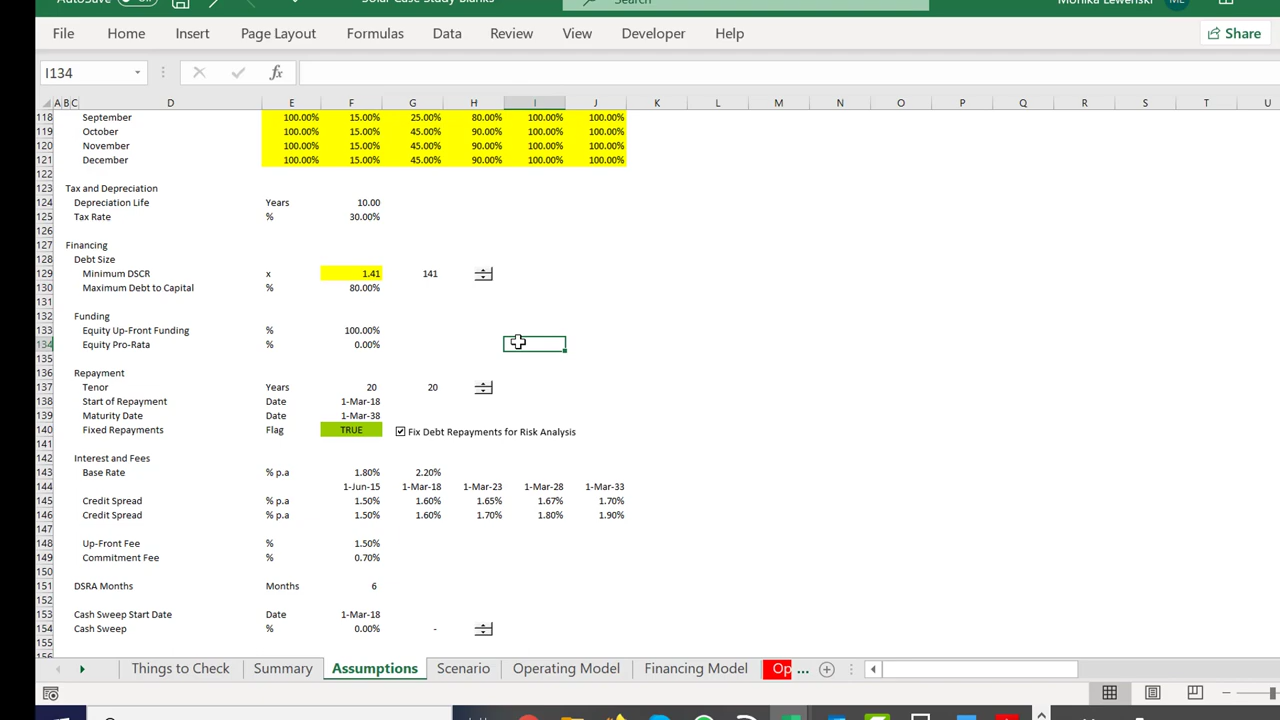 AutoSave Off Solar Case Study Blanks Search Monika Lewenski ML
File Home Insert Page Layout Formulas Data Review View Developer Help Share
I134 fx
A B C D E F G H I J K L M N O P Q R S T U
118 September 100.00% 15.00% 25.00% 80.00% 100.00% 100.00%
119 October 100.00% 15.00% 45.00% 90.00% 100.00% 100.00%
120 November 100.00% 15.00% 45.00% 90.00% 100.00% 100.00%
121 December 100.00% 15.00% 45.00% 90.00% 100.00% 100.00%
122
123 Tax and Depreciation
124 Depreciation Life Years 10.00
125 Tax Rate % 30.00%
126
127 Financing
128 Debt Size
129 Minimum DSCR x 1.41 141
130 Maximum Debt to Capital % 80.00%
131
132 Funding
133 Equity Up-Front Funding % 100.00%
134 Equity Pro-Rata % 0.00%
135
136 Repayment
137 Tenor Years 20 20
138 Start of Repayment Date 1-Mar-18
139 Maturity Date Date 1-Mar-38
140 Fixed Repayments Flag TRUE Fix Debt Repayments for Risk Analysis
141
142 Interest and Fees
143 Base Rate % p.a 1.80% 2.20%
144 1-Jun-15 1-Mar-18 1-Mar-23 1-Mar-28 1-Mar-33
145 Credit Spread % p.a 1.50% 1.60% 1.65% 1.67% 1.70%
146 Credit Spread % p.a 1.50% 1.60% 1.70% 1.80% 1.90%
147
148 Up-Front Fee % 1.50%
149 Commitment Fee % 0.70%
150
151 DSRA Months Months 6
152
153 Cash Sweep Start Date Date 1-Mar-18
154 Cash Sweep % 0.00% -
155
Things to Check Summary Assumptions Scenario Operating Model Financing Model Op ...